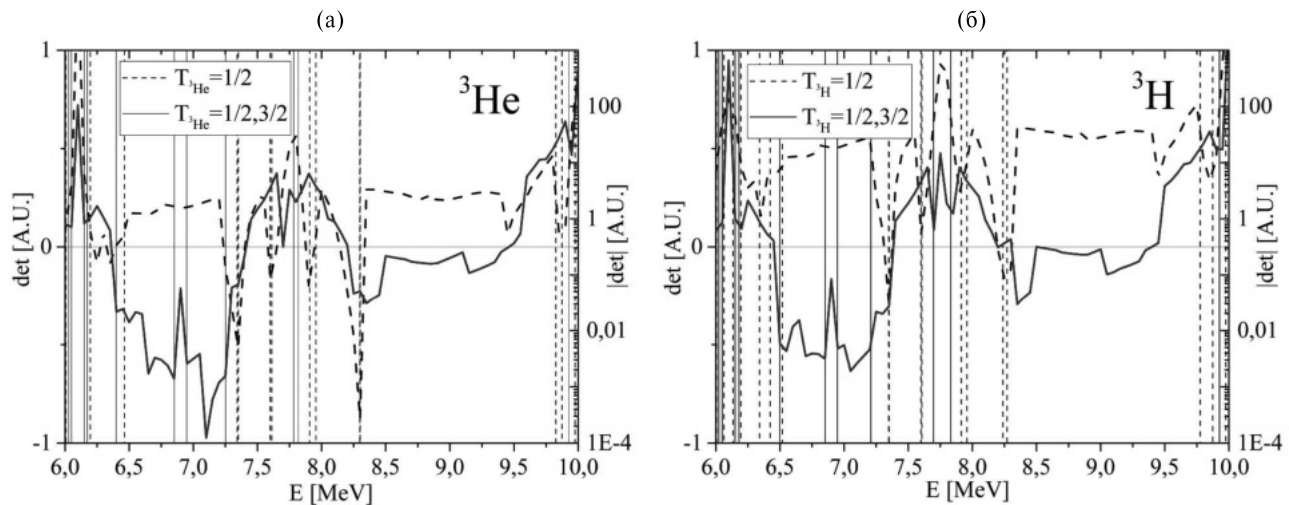 (а)
1
0
-1
det [A.U.]
T³He=1/2
T³He=1/2,3/2
³He
100
1
0,01
1E-4
|det| [A.U.]
6,0 6,5 7,0 7,5 8,0 8,5 9,0 9,5 10,0
E [MeV]
(б)
1
0
-1
det [A.U.]
T³H=1/2
T³H=1/2,3/2
³H
100
1
0,01
1E-4
|det| [A.U.]
6,0 6,5 7,0 7,5 8,0 8,5 9,0 9,5 10,0
E [MeV]